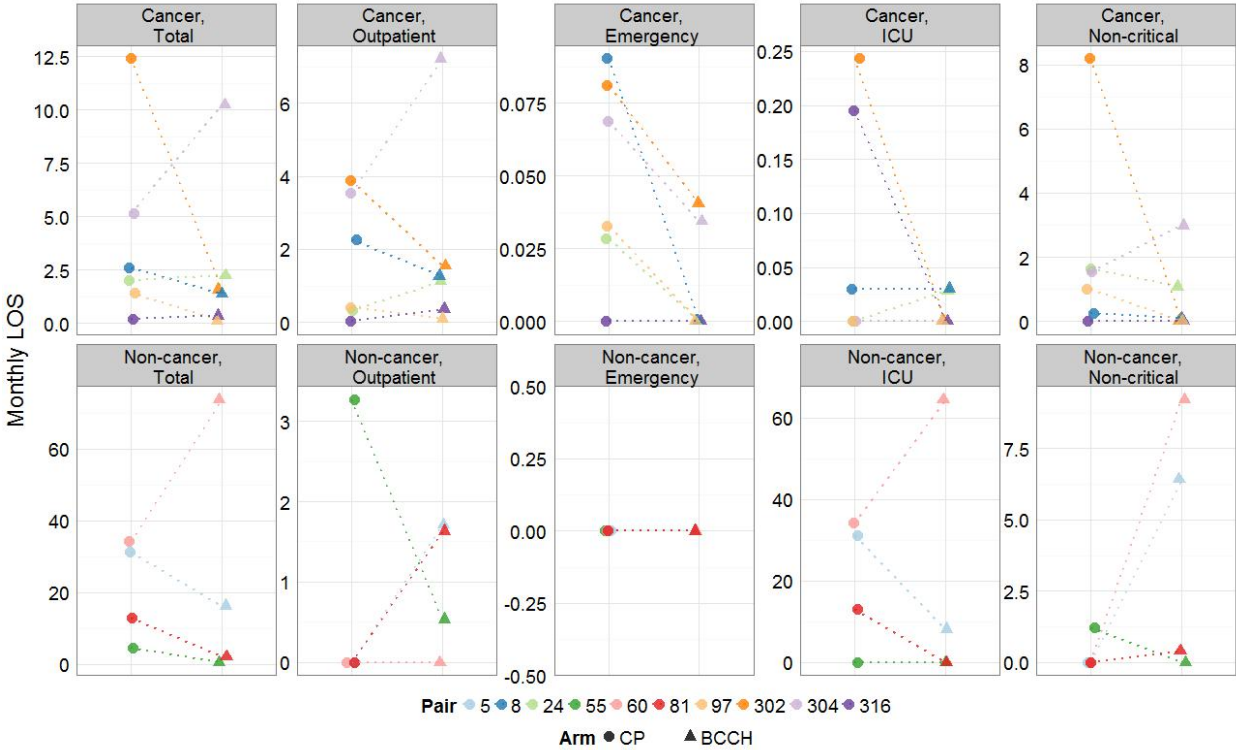 Monthly LOS
Cancer,
Total
12.5
10.0
7.5
5.0
2.5
0.0
Cancer,
Outpatient
6
4
2
0
Cancer,
Emergency
0.075
0.050
0.025
0.000
Cancer,
ICU
0.25
0.20
0.15
0.10
0.05
0.00
Cancer,
Non-critical
8
6
4
2
0
Non-cancer,
Total
60
40
20
0
Non-cancer,
Outpatient
3
2
1
0
Non-cancer,
Emergency
0.50
0.25
0.00
-0.25
-0.50
Non-cancer,
ICU
60
40
20
0
Non-cancer,
Non-critical
7.5
5.0
2.5
0.0
Pair 5 8 24 55 60 81 97 302 304 316
Arm CP BCCH